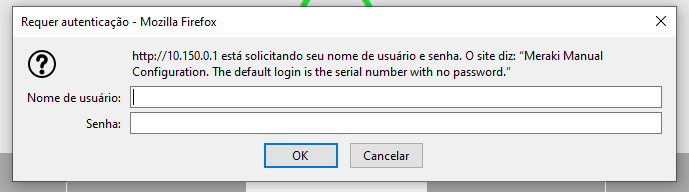 Requer autenticação - Mozilla Firefox
http://10.150.0.1 está solicitando seu nome de usuário e senha. O site diz: “Meraki Manual
Configuration. The default login is the serial number with no password.”
Nome de usuário:
Senha:
OK
Cancelar